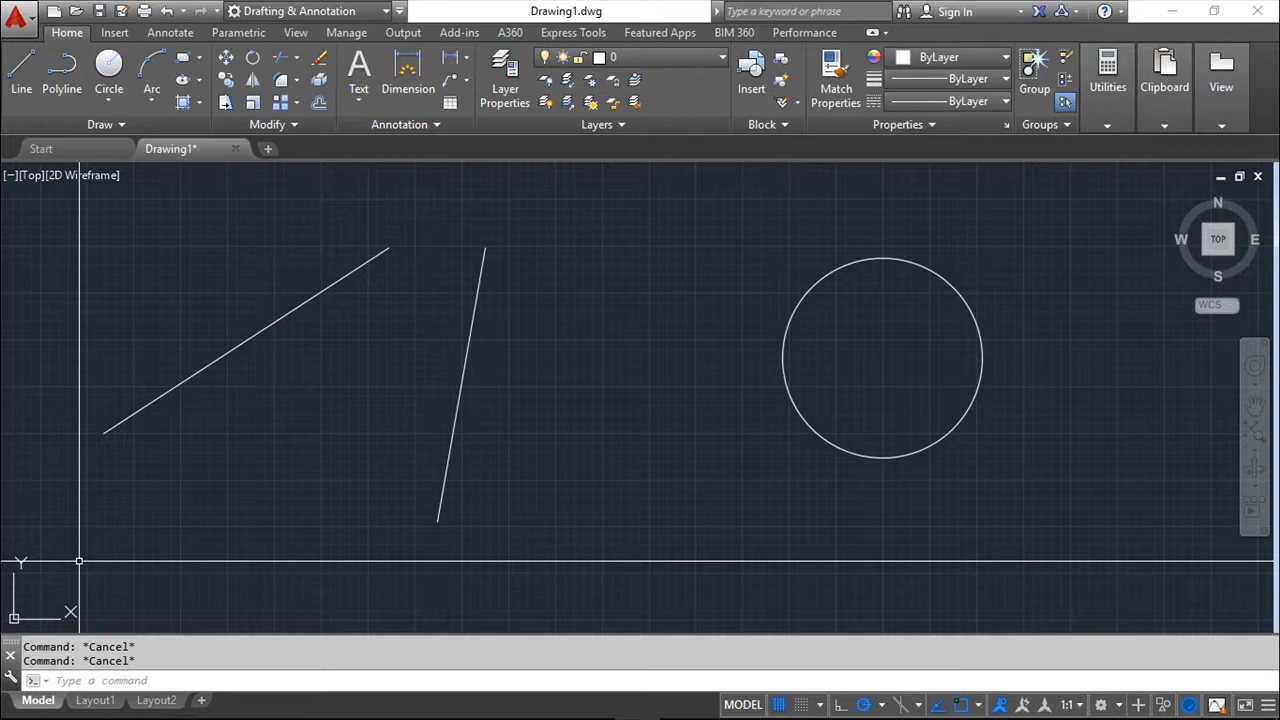 Drafting & Annotation
Drawing1.dwg
Type a keyword or phrase
Sign In
Home Insert Annotate Parametric View Manage Output Add-ins A360 Express Tools Featured Apps BIM 360 Performance
Line Polyline Circle Arc
Text Dimension
Layer Properties
0
Insert
Match Properties
ByLayer
ByLayer
ByLayer
Group
Utilities
Clipboard
View
Draw Modify Annotation Layers Block Properties Groups
Start Drawing1*
[−][Top][2D Wireframe]
N
W TOP E
S
WCS
Y
X
Command: *Cancel*
Command: *Cancel*
Type a command
Model Layout1 Layout2
MODEL
1:1